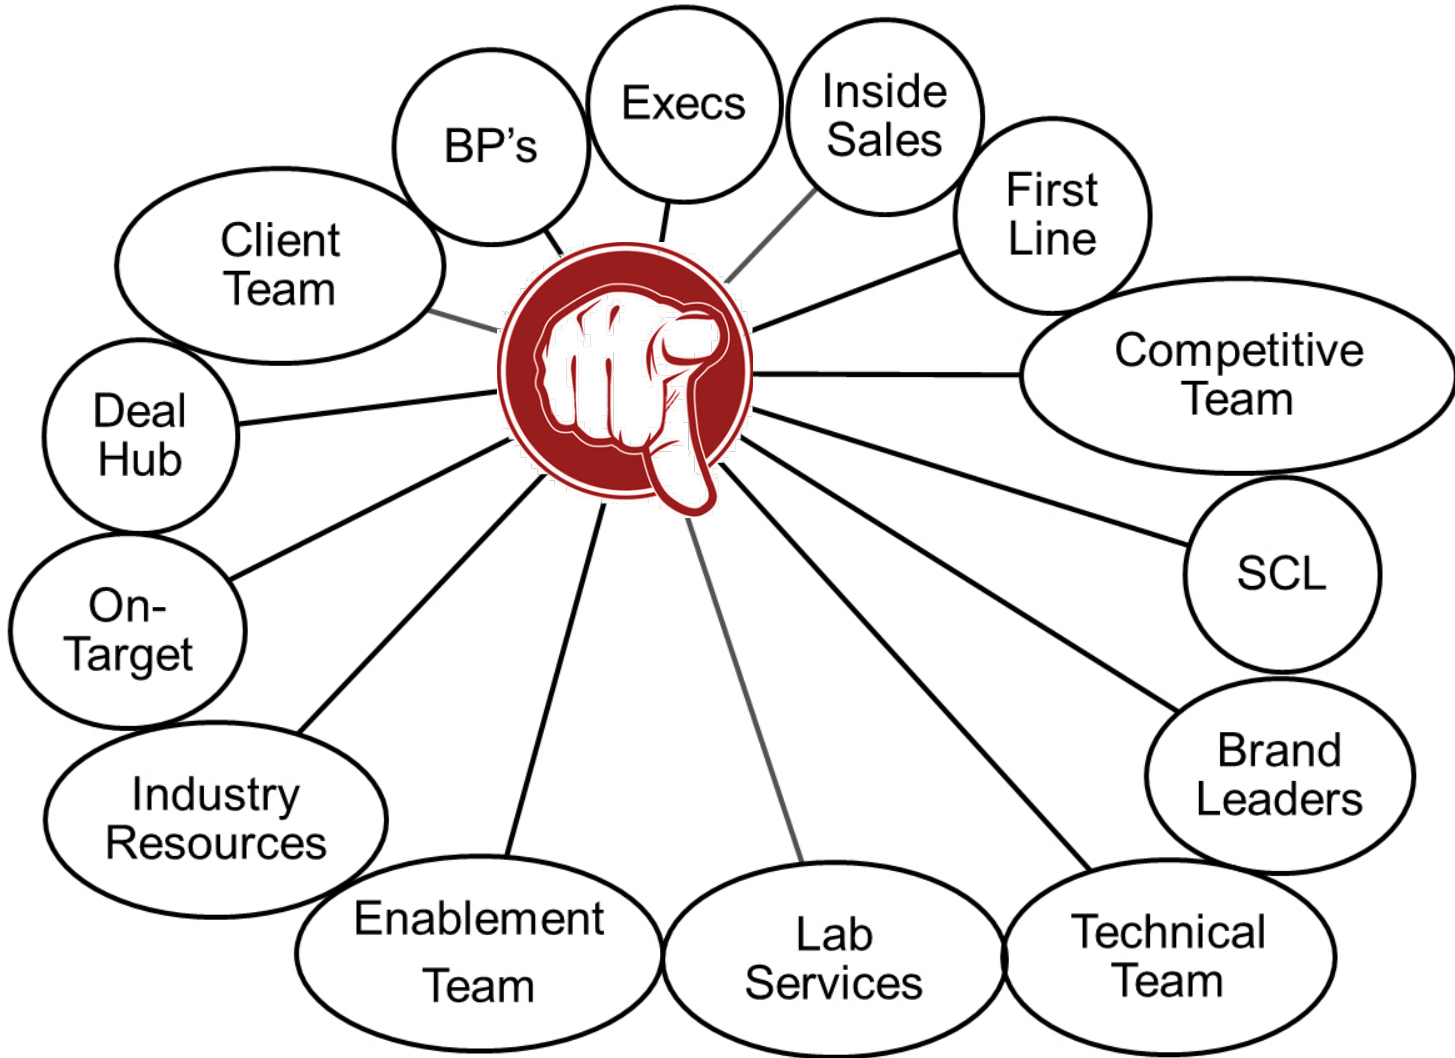 Execs
Inside
Sales
First
Line
Competitive
Team
SCL
Brand
Leaders
Technical
Team
Lab
Services
Enablement
Team
Industry
Resources
On-
Target
Deal
Hub
Client
Team
BP’s